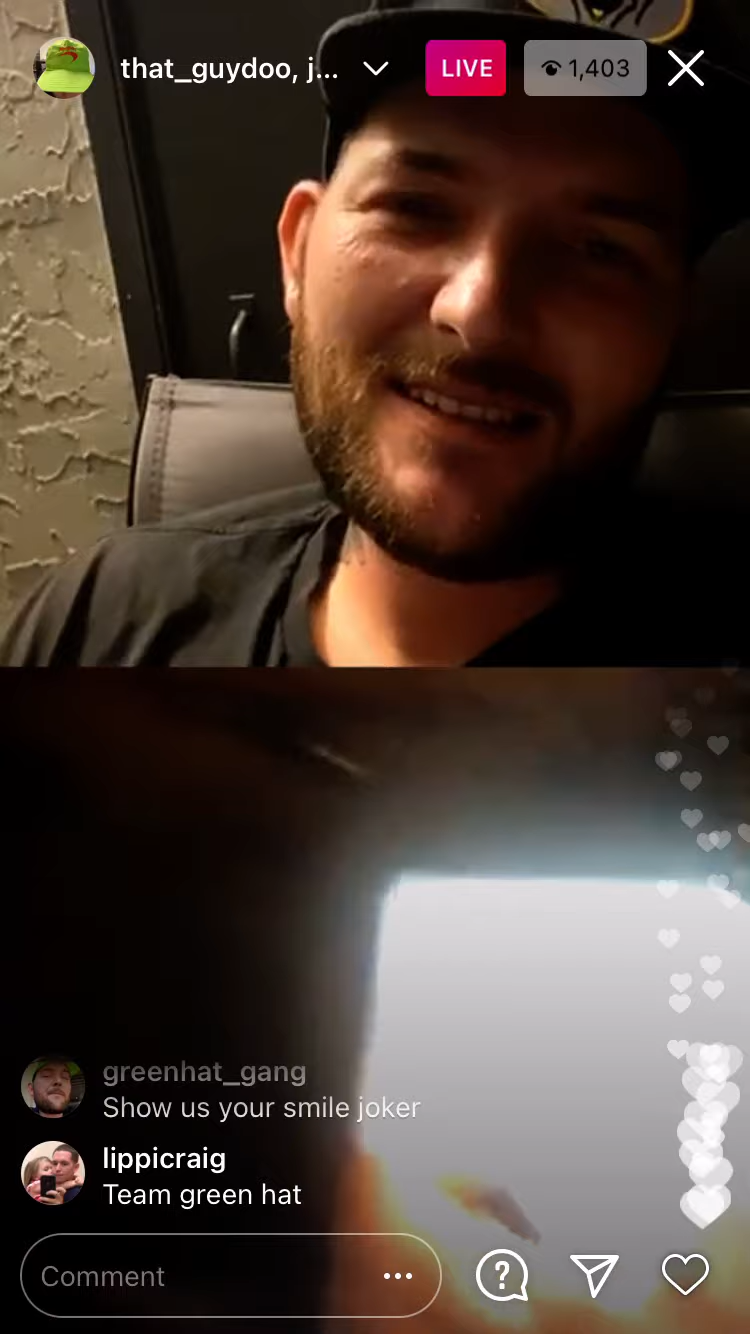 that_guydoo, j...
LIVE
1,403
greenhat_gang
Show us your smile joker
lippicraig
Team green hat
Comment